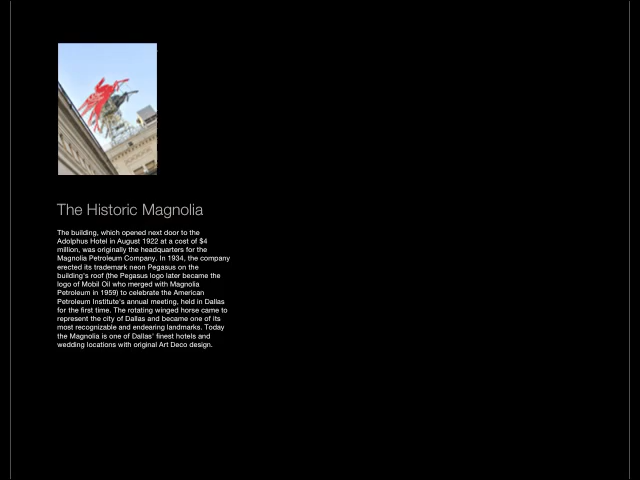 The Historic Magnolia
The building, which opened next door to the
Adolphus Hotel in August 1922 at a cost of $4
million, was originally the headquarters for the
Magnolia Petroleum Company. In 1934, the company
erected its trademark neon Pegasus on the
building's roof (the Pegasus logo later became the
logo of Mobil Oil who merged with Magnolia
Petroleum in 1959) to celebrate the American
Petroleum Institute's annual meeting, held in Dallas
for the first time. The rotating winged horse came to
represent the city of Dallas and became one of its
most recognizable and endearing landmarks. Today
the Magnolia is one of Dallas' finest hotels and
wedding locations with original Art Deco design.